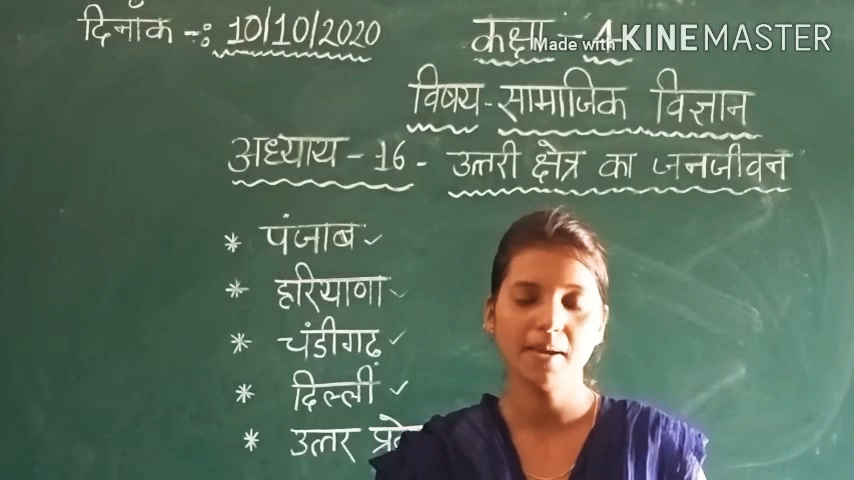 दिनाँक -: 10/10/2020
कक्षा - 4
Made with KINEMASTER
विषय - सामाजिक विज्ञान
अध्याय - 16 - उत्तरी क्षेत्र का जनजीवन
* पंजाब ✓
* हरियाणा ✓
* चंडीगढ़ ✓
* दिल्ली ✓
* उत्तर